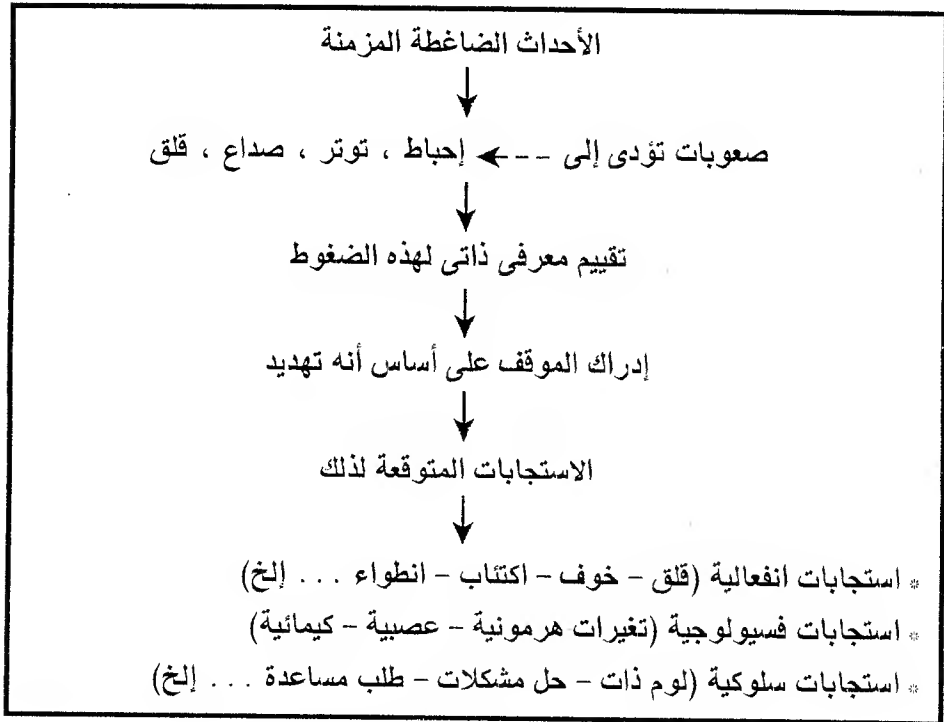 الأحداث الضاغطة المزمنة
صعوبات تؤدى إلى --← إحباط ، توتر ، صداع ، قلق
تقييم معرفى ذاتى لهذه الضغوط
إدراك الموقف على أساس أنه تهديد
الاستجابات المتوقعة لذلك
* استجابات انفعالية (قلق – خوف – اكتئاب – انطواء ... إلخ)
* استجابات فسيولوجية (تغيرات هرمونية – عصبية – كيمائية)
* استجابات سلوكية (لوم ذات – حل مشكلات – طلب مساعدة ... إلخ)